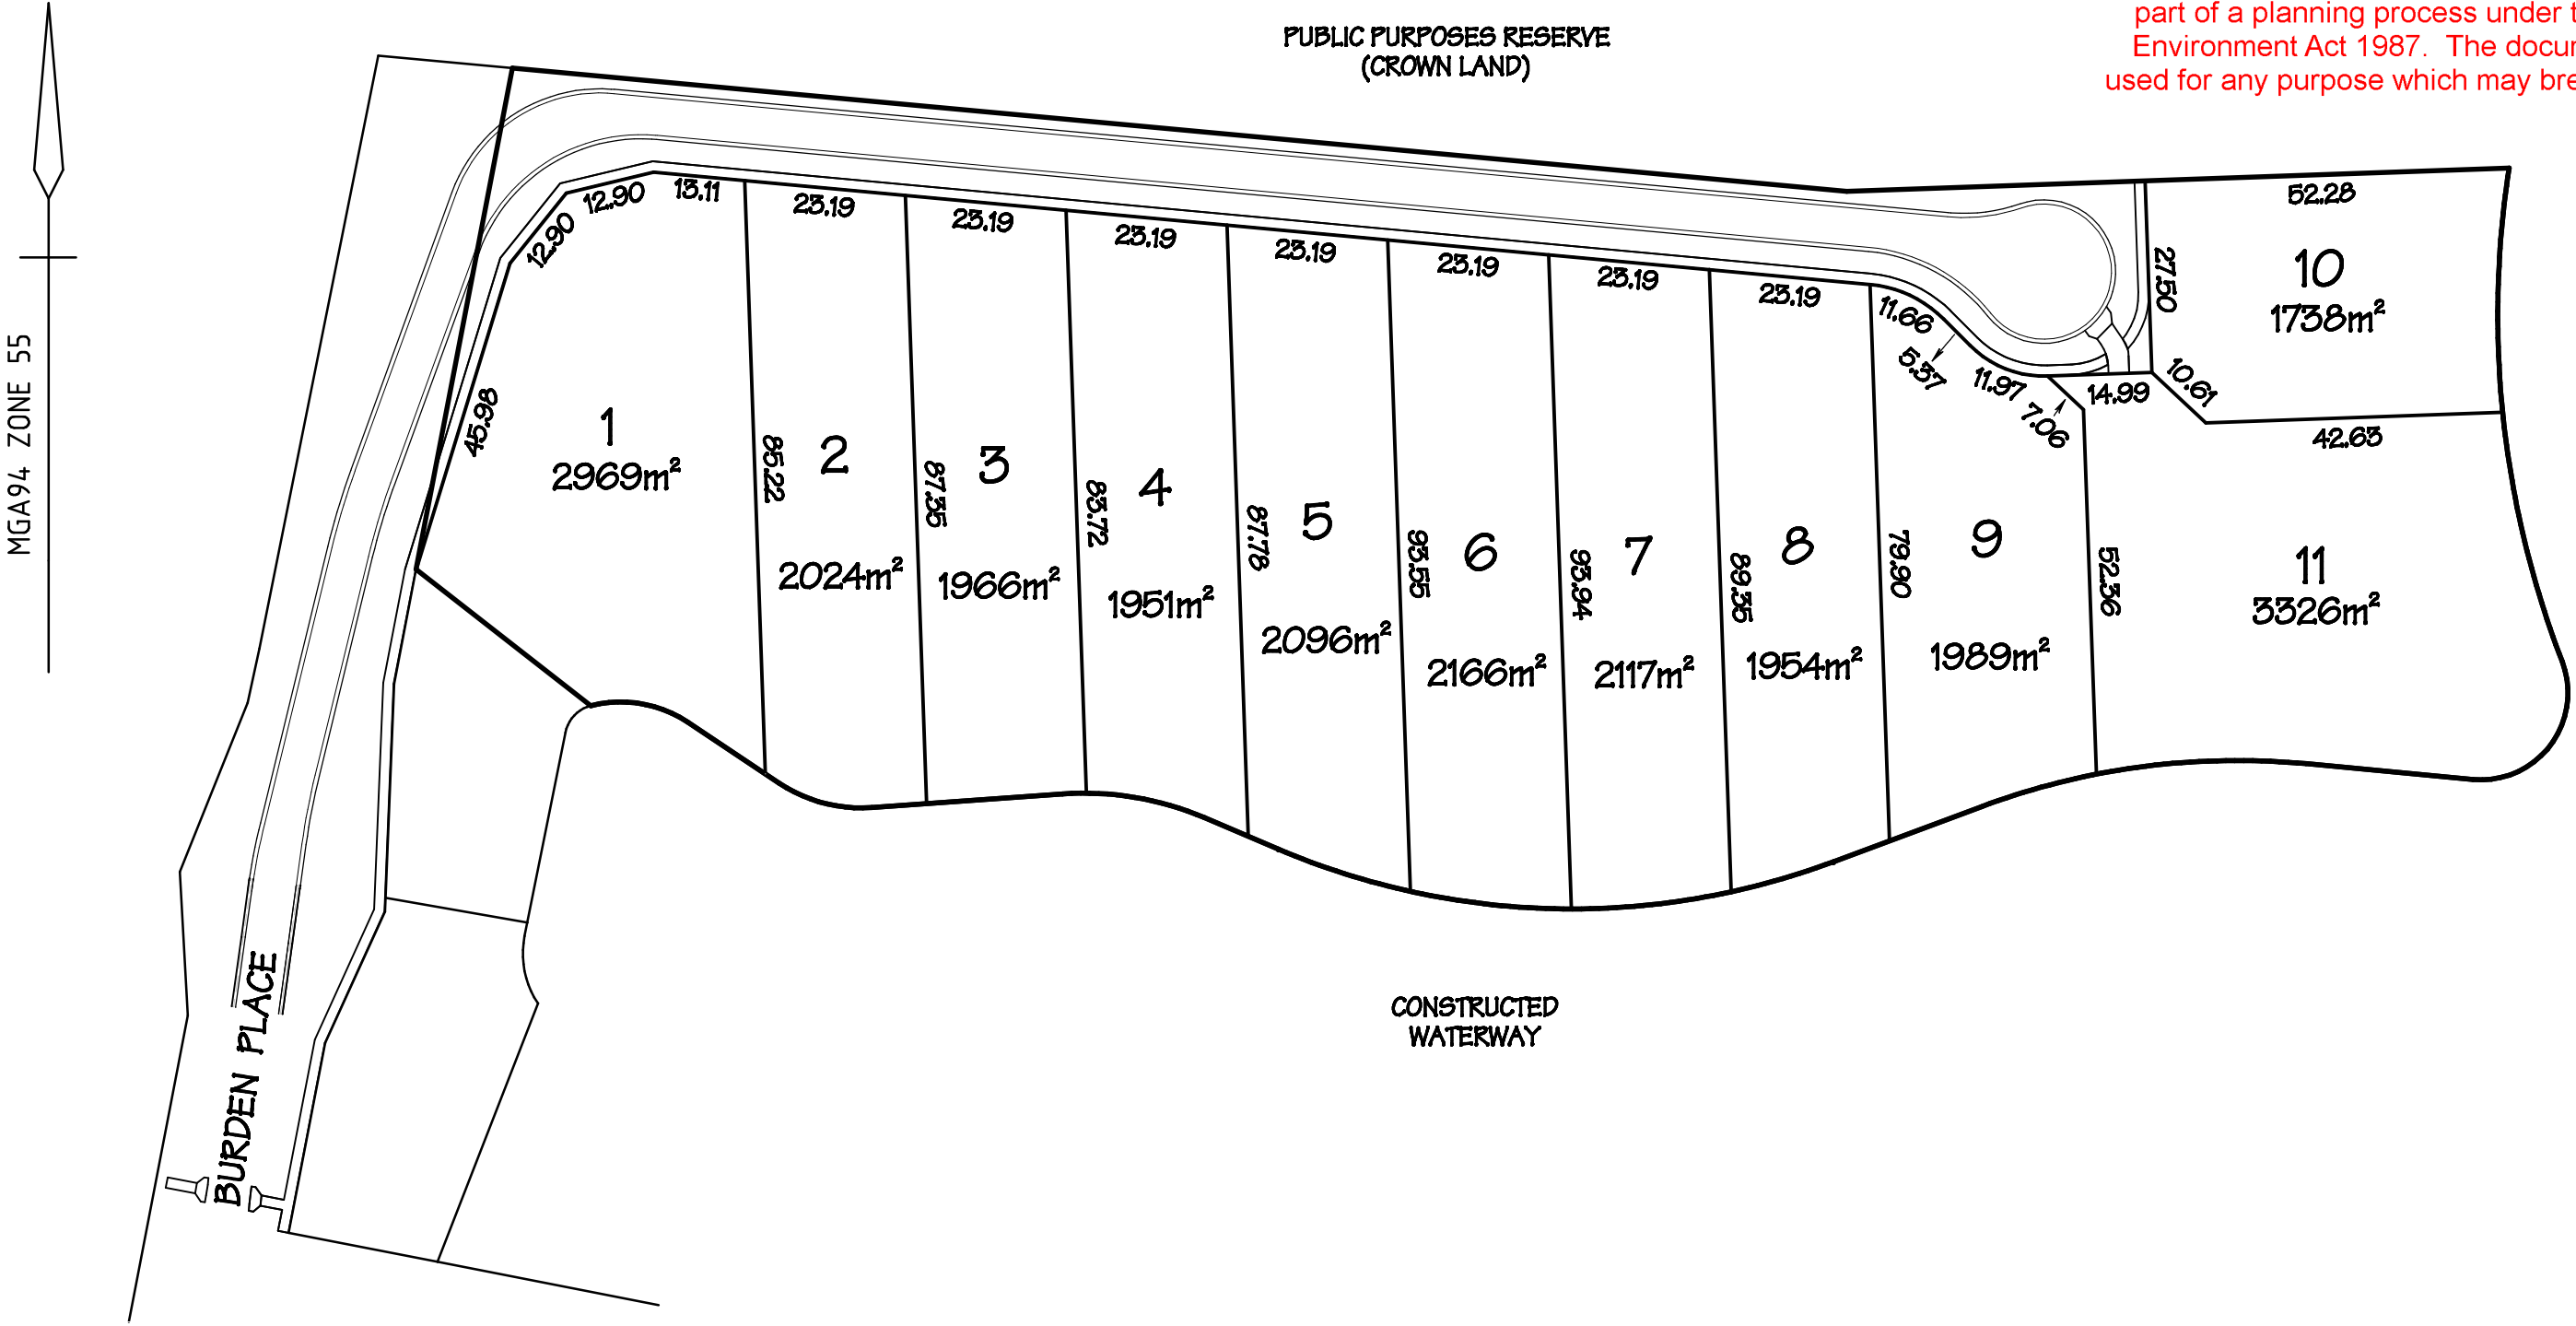 part of a planning process under t
Environment Act 1987. The docu
used for any purpose which may bre
PUBLIC PURPOSES RESERVE
(CROWN LAND)
MGA94 ZONE 55
12.90
12.90
13.11
23.19
23.19
23.19
23.19
23.19
23.19
23.19
11.66
5.37
11.97
7.06
14.99
10.61
27.50
52.28
42.63
45.98
1
2969m²
85.22
2
2024m²
87.35
3
1966m²
83.72
4
1951m²
87.78
5
2096m²
93.55
6
2166m²
93.94
7
2117m²
89.35
8
1954m²
79.90
9
1989m²
52.36
10
1738m²
11
3326m²
CONSTRUCTED
WATERWAY
BURDEN PLACE